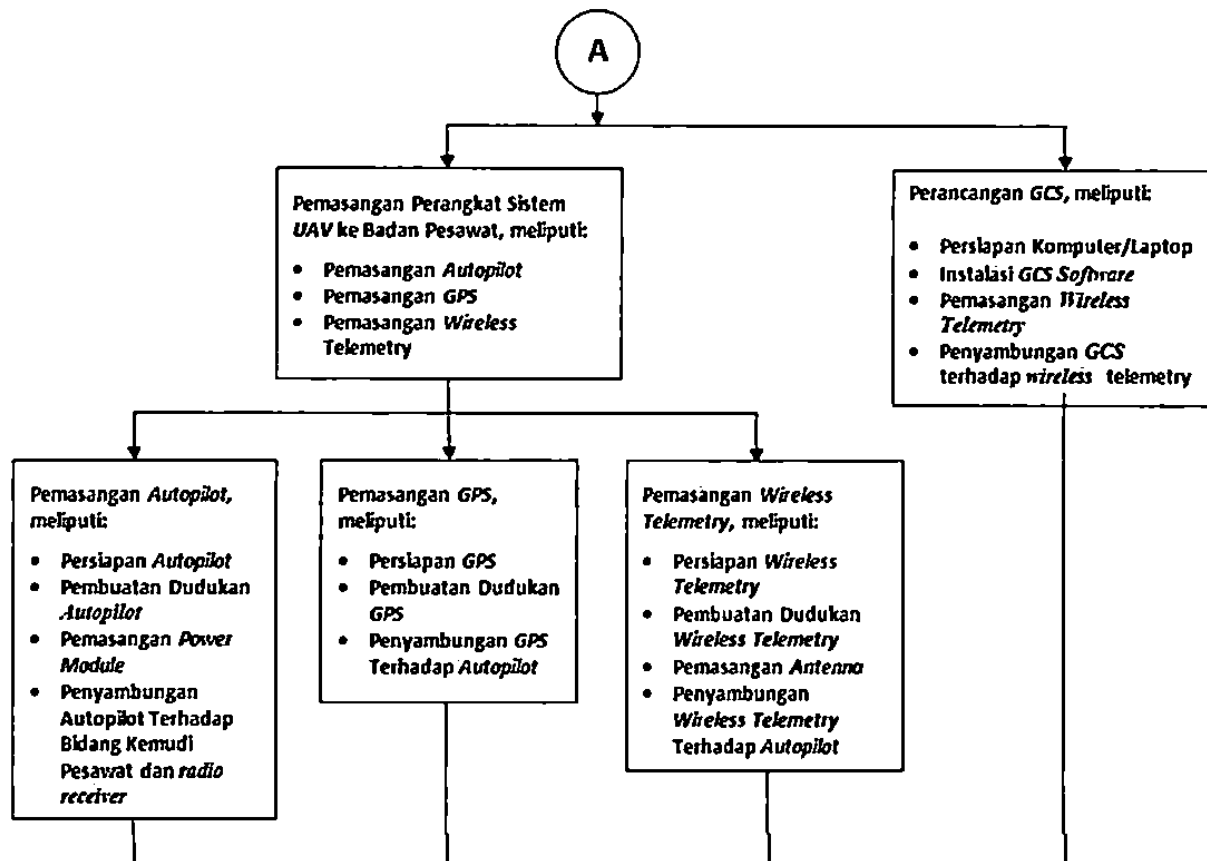 A
Pemasangan Perangkat Sistem
UAV ke Badan Pesawat, meliputi:
• Pemasangan Autopilot
• Pemasangan GPS
• Pemasangan Wireless
Telemetry
Perancangan GCS, meliputi:
• Persiapan Komputer/Laptop
• Instalasi GCS Software
• Pemasangan Wireless
Telemetry
• Penyambungan GCS
terhadap wireless telemetry
Pemasangan Autopilot,
meliputi:
• Persiapan Autopilot
• Pembuatan Dudukan
Autopilot
• Pemasangan Power
Module
• Penyambungan
Autopilot Terhadap
Bidang Kemudi
Pesawat dan radio
receiver
Pemasangan GPS,
meliputi:
• Persiapan GPS
• Pembuatan Dudukan
GPS
• Penyambungan GPS
Terhadap Autopilot
Pemasangan Wireless
Telemetry, meliputi:
• Persiapan Wireless
Telemetry
• Pembuatan Dudukan
Wireless Telemetry
• Pemasangan Antenna
• Penyambungan
Wireless Telemetry
Terhadap Autopilot